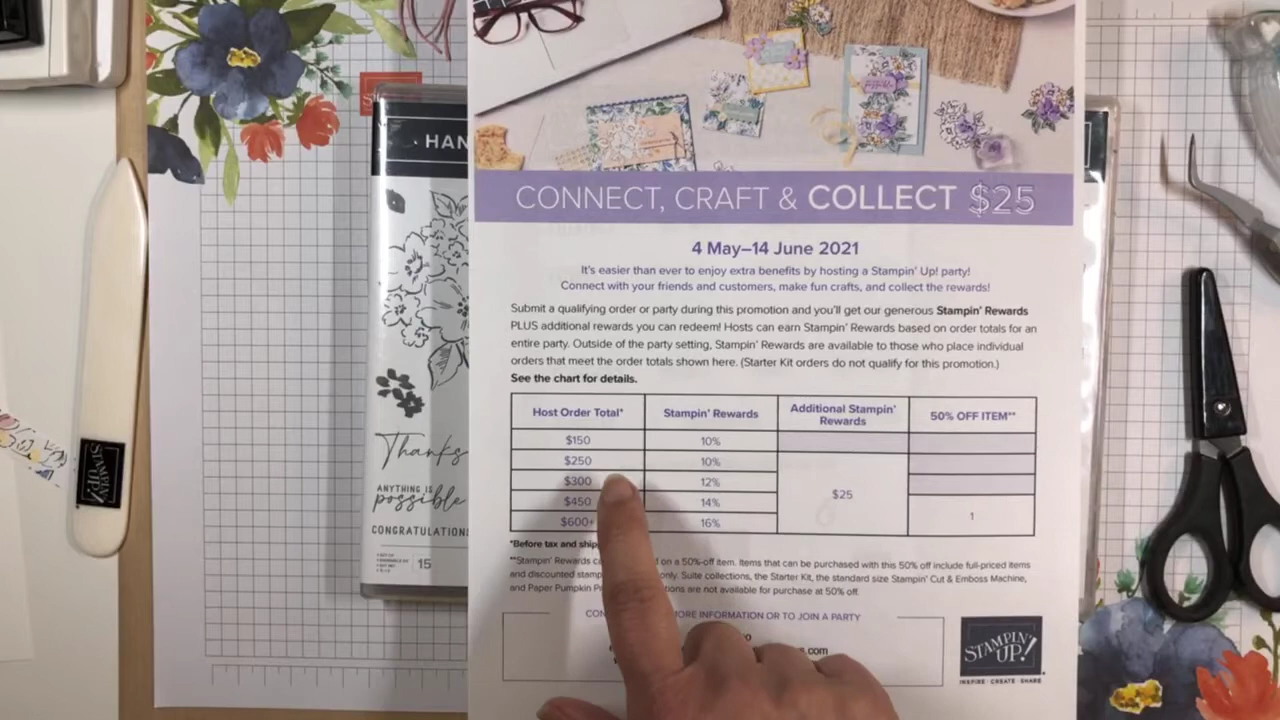 HAN
CONNECT, CRAFT & COLLECT $25
4 May–14 June 2021
It's easier than ever to enjoy extra benefits by hosting a Stampin' Up! party!
Connect with your friends and customers, make fun crafts, and collect the rewards!
Submit a qualifying order or party during this promotion and you'll get our generous Stampin' Rewards
PLUS additional rewards you can redeem! Hosts can earn Stampin' Rewards based on order totals for an
entire party. Outside of the party setting, Stampin' Rewards are available to those who place individual
orders that meet the order totals shown here. (Starter Kit orders do not qualify for this promotion.)
See the chart for details.
Host Order Total* Stampin' Rewards Additional Stampin' Rewards 50% OFF ITEM**
$150 10%
$250 10%
$300 12%
$450 14%
$600+ 16%
$25
1
*Before tax and
**Stampin' Rewards on a 50%-off item. Items that can be purchased with this 50% off include full-priced items
and discounted only. Suite collections, the Starter Kit, the standard size Stampin' Cut & Emboss Machine,
and Paper Pumpkin are not available for purchase at 50% off.
MORE INFORMATION OR TO JOIN A PARTY
.com
STAMPIN' UP!
INSPIRE · CREATE · SHARE
Thanks
ANYTHING IS
possible
CONGRATULATIONS
15
STAMPIN' UP!